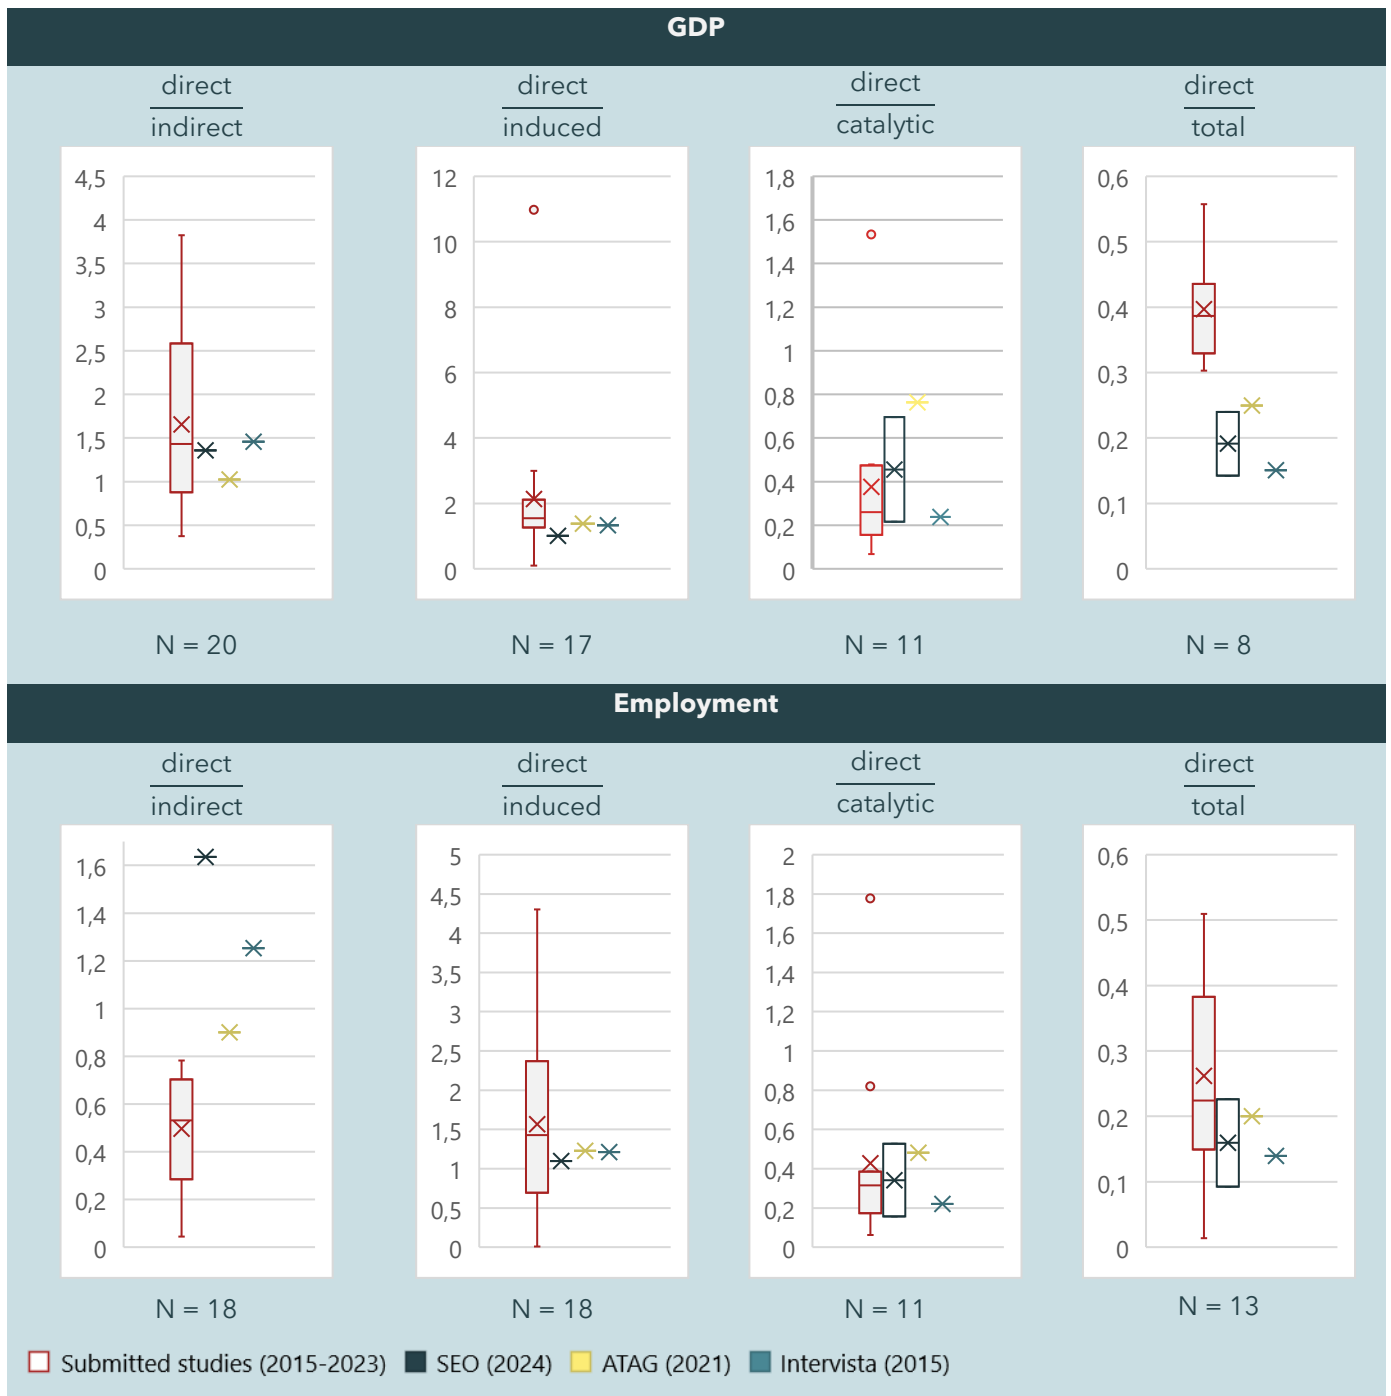 GDP
direct
indirect
direct
induced
direct
catalytic
direct
total
4,5
4
3,5
3
2,5
2
1,5
1
0,5
0
12
10
8
6
4
2
0
1,8
1,6
1,4
1,2
1
0,8
0,6
0,4
0,2
0
0,6
0,5
0,4
0,3
0,2
0,1
0
N = 20
N = 17
N = 11
N = 8
Employment
direct
indirect
direct
induced
direct
catalytic
direct
total
1,6
1,4
1,2
1
0,8
0,6
0,4
0,2
0
5
4,5
4
3,5
3
2,5
2
1,5
1
0,5
0
2
1,8
1,6
1,4
1,2
1
0,8
0,6
0,4
0,2
0
0,6
0,5
0,4
0,3
0,2
0,1
0
N = 18
N = 18
N = 11
N = 13
Submitted studies (2015-2023) SEO (2024) ATAG (2021) Intervista (2015)